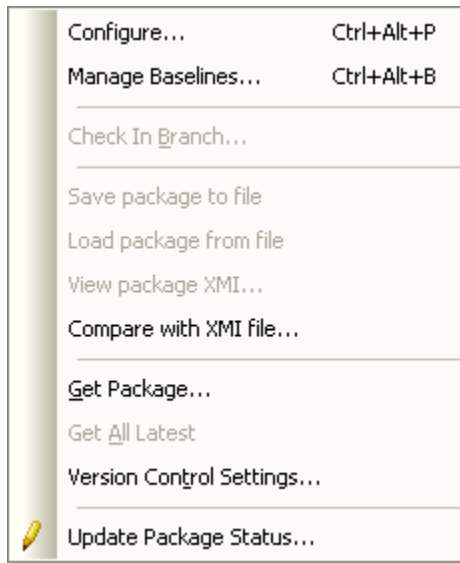 Configure... Ctrl+Alt+P
Manage Baselines... Ctrl+Alt+B
Check In Branch...
Save package to file
Load package from file
View package XMI...
Compare with XMI file...
Get Package...
Get All Latest
Version Control Settings...
Update Package Status...